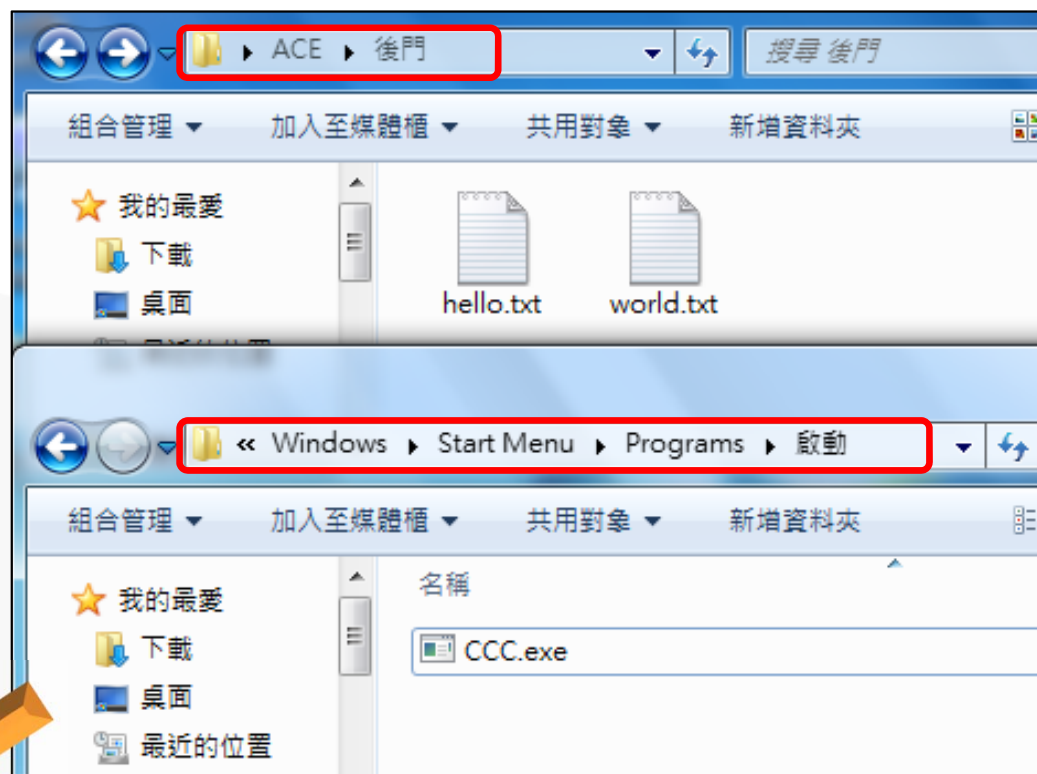 ACE 後門 搜尋 後門
組合管理 加入至媒體櫃 共用對象 新增資料夾
我的最愛
下載
桌面
hello.txt world.txt
« Windows Start Menu Programs 啟動
組合管理 加入至媒體櫃 共用對象 新增資料夾
名稱
我的最愛
下載
CCC.exe
桌面
最近的位置